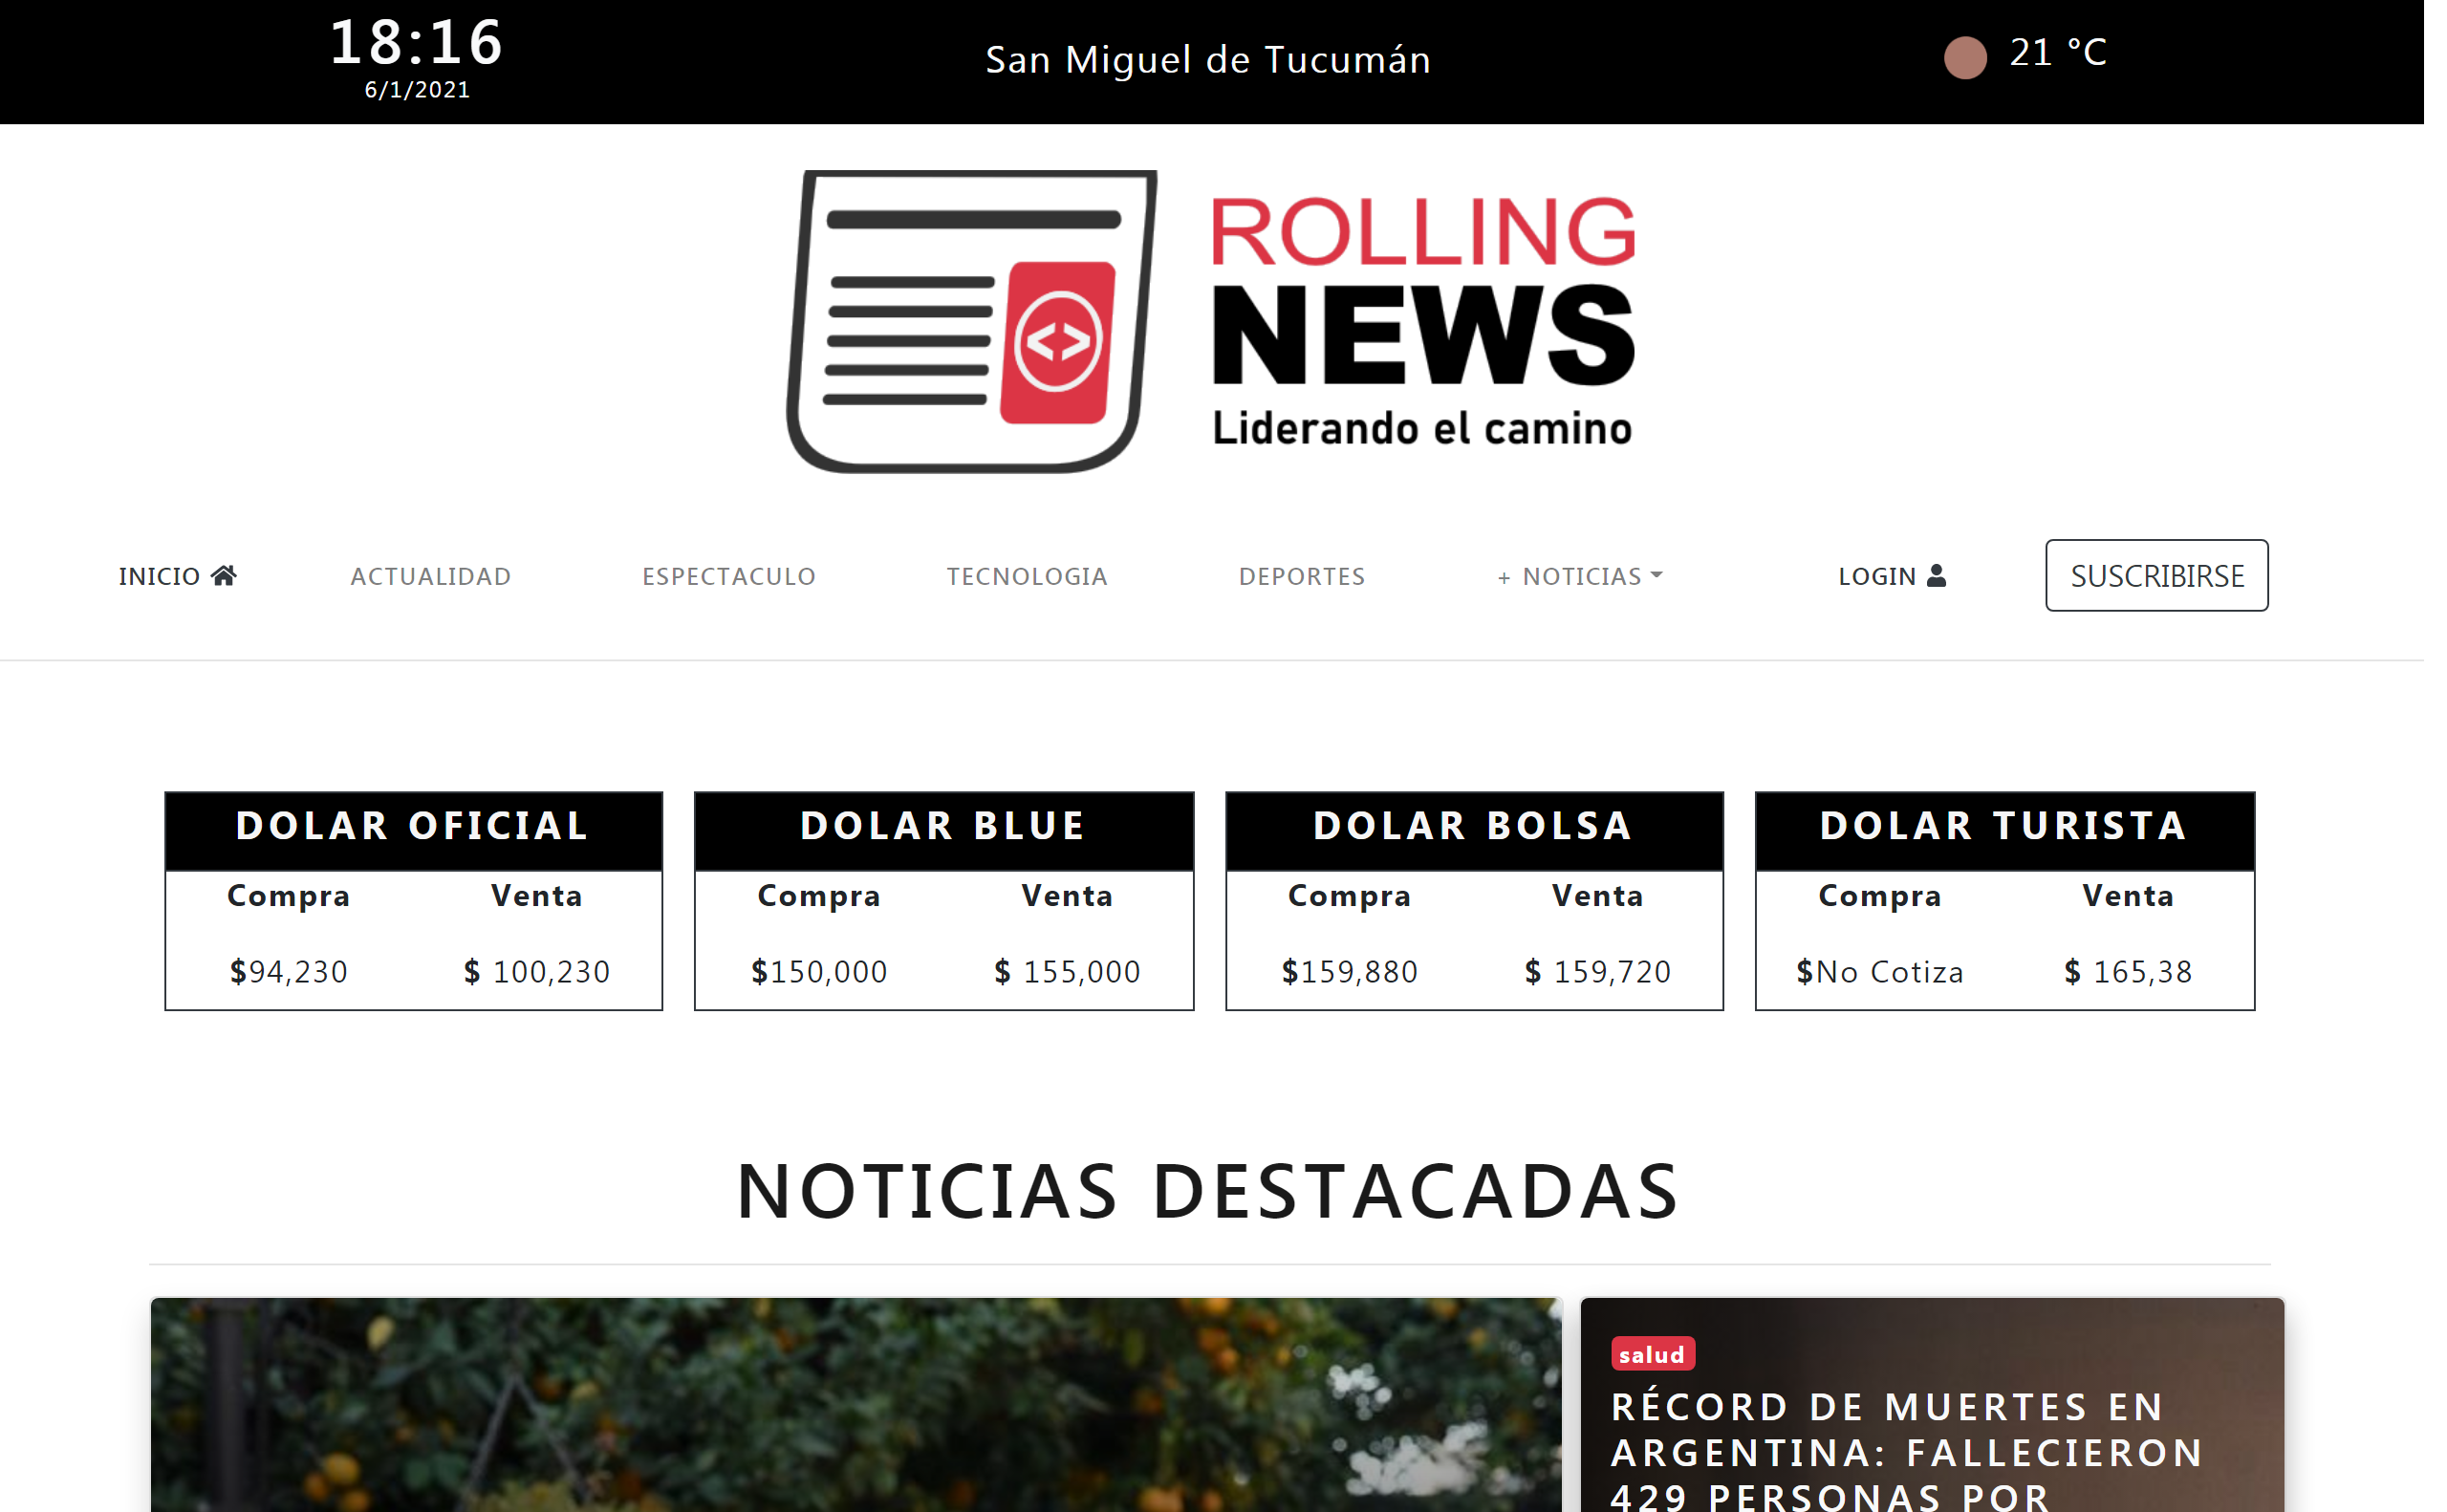 18:16
6/1/2021
San Miguel de Tucumán
21 °C
ROLLING
NEWS
Liderando el camino
INICIO ACTUALIDAD ESPECTACULO TECNOLOGIA DEPORTES + NOTICIAS LOGIN SUSCRIBIRSE
DOLAR OFICIAL
Compra Venta
$94,230 $ 100,230
DOLAR BLUE
Compra Venta
$150,000 $ 155,000
DOLAR BOLSA
Compra Venta
$159,880 $ 159,720
DOLAR TURISTA
Compra Venta
$No Cotiza $ 165,38
NOTICIAS DESTACADAS
salud
RÉCORD DE MUERTES EN
ARGENTINA: FALLECIERON
429 PERSONAS POR